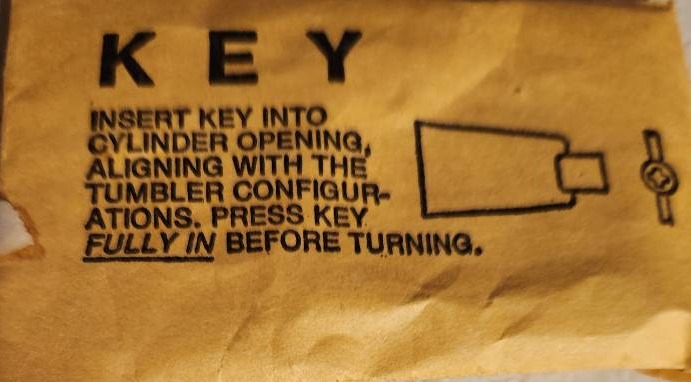 KEY
INSERT KEY INTO
CYLINDER OPENING,
ALIGNING WITH THE
TUMBLER CONFIGUR-
ATIONS. PRESS KEY
FULLY IN BEFORE TURNING.